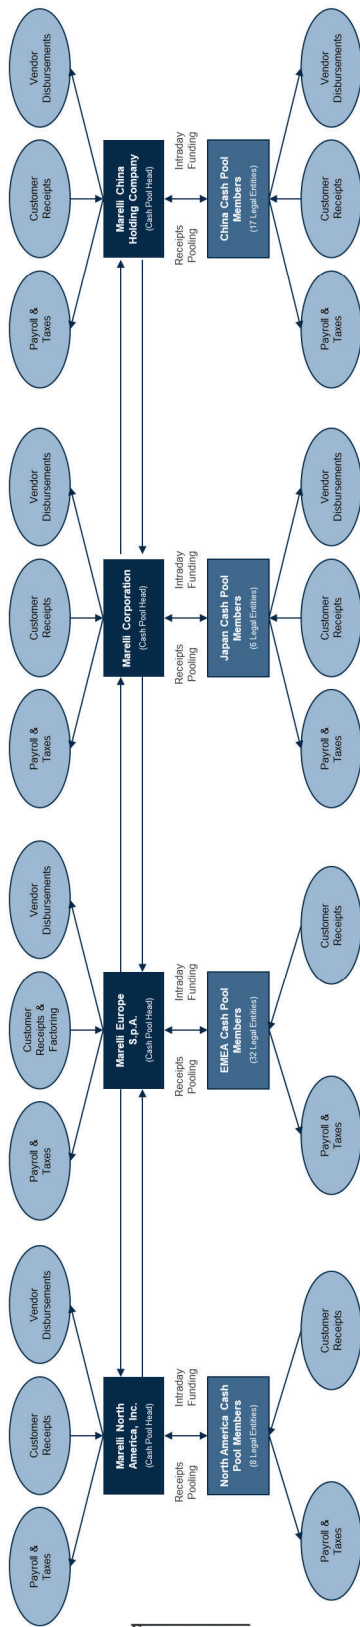 Payroll &
Taxes
Customer
Receipts
Vendor
Disbursements
Payroll &
Taxes
Customer
Receipts &
Factoring
Vendor
Disbursements
Payroll &
Taxes
Customer
Receipts
Vendor
Disbursements
Payroll &
Taxes
Customer
Receipts
Vendor
Disbursements
Marelli North
America, Inc.
(Cash Pool Head)
Marelli Europe
S.p.A.
(Cash Pool Head)
Marelli Corporation
(Cash Pool Head)
Marelli China
Holding Company
(Cash Pool Head)
Receipts
Pooling
Intraday
Funding
Receipts
Pooling
Intraday
Funding
Receipts
Pooling
Intraday
Funding
Receipts
Pooling
Intraday
Funding
North America Cash
Pool Members
(8 Legal Entities)
EMEA Cash Pool
Members
(32 Legal Entities)
Japan Cash Pool
Members
(6 Legal Entities)
China Cash Pool
Members
(17 Legal Entities)
Payroll &
Taxes
Customer
Receipts
Payroll &
Taxes
Customer
Receipts
Payroll &
Taxes
Customer
Receipts
Vendor
Disbursements
Payroll &
Taxes
Customer
Receipts
Vendor
Disbursements